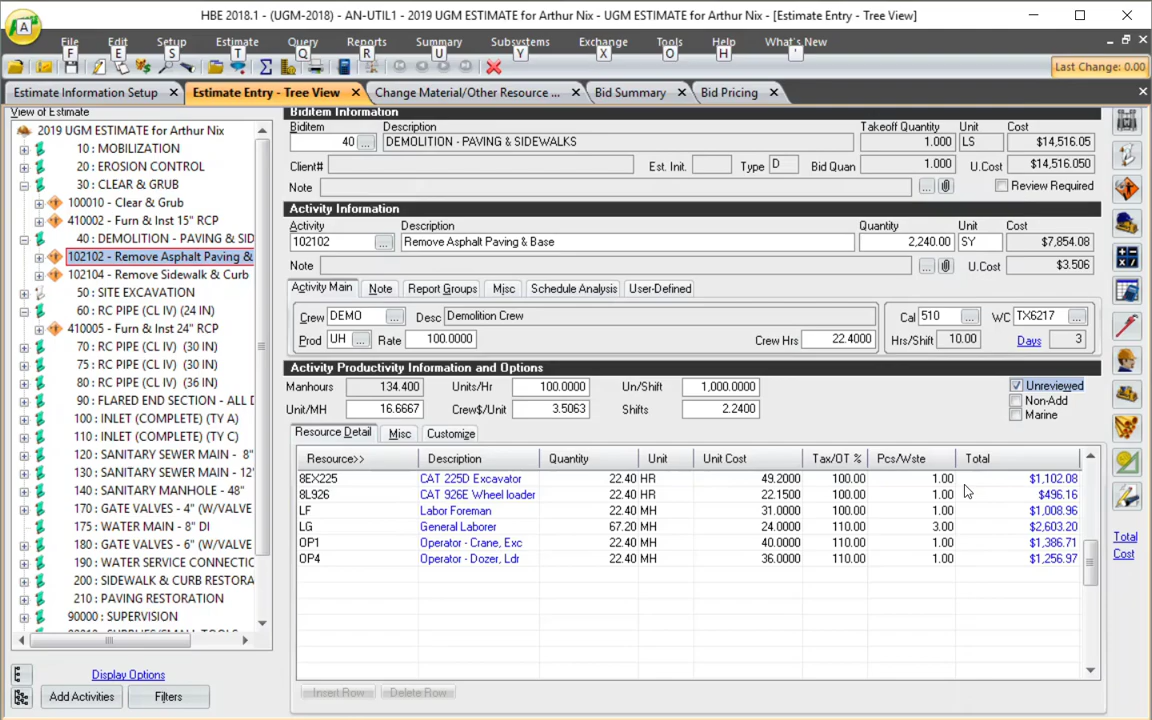 HBE 2018.1 - (UGM-2018) - AN-UTIL1 - 2019 UGM ESTIMATE for Arthur Nix - UGM ESTIMATE for Arthur Nix - [Estimate Entry - Tree View]
File Edit Setup Estimate Query Reports Summary Subsystems Exchange Tools Help What's New
F E S T Q R U Y X O H '
Last Change: 0.00
Estimate Information Setup Estimate Entry - Tree View Change Material/Other Resource ... Bid Summary Bid Pricing
View of Estimate
2019 UGM ESTIMATE for Arthur Nix
10 : MOBILIZATION
20 : EROSION CONTROL
30 : CLEAR & GRUB
100010 - Clear & Grub
410002 - Furn & Inst 15" RCP
40 : DEMOLITION - PAVING & SID
102102 - Remove Asphalt Paving &
102104 - Remove Sidewalk & Curb
50 : SITE EXCAVATION
60 : RC PIPE (CL IV) (24 IN)
410005 - Furn & Inst 24" RCP
70 : RC PIPE (CL IV) (30 IN)
75 : RC PIPE (CL IV) (30 IN)
80 : RC PIPE (CL IV) (36 IN)
90 : FLARED END SECTION - ALL D
100 : INLET (COMPLETE) (TY A)
110 : INLET (COMPLETE) (TY C)
120 : SANITARY SEWER MAIN - 8"
130 : SANITARY SEWER MAIN - 12"
140 : SANITARY MANHOLE - 48"
170 : GATE VALVES - 4" (W/VALVE
175 : WATER MAIN - 8" DI
180 : GATE VALVES - 6" (W/VALVE
190 : WATER SERVICE CONNECTIC
200 : SIDEWALK & CURB RESTORA
210 : PAVING RESTORATION
90000 : SUPERVISION
Display Options
Add Activities Filters
Biditem Information
Biditem Description Takeoff Quantity Unit Cost
40 ... DEMOLITION - PAVING & SIDEWALKS 1.000 LS $14,516.05
Client# Est. Init. Type D Bid Quan 1.000 U.Cost $14,516.050
Note ... Review Required
Activity Information
Activity Description Quantity Unit Cost
102102 ... Remove Asphalt Paving & Base 2,240.00 SY $7,854.08
Note ... U.Cost $3.506
Activity Main Note Report Groups Misc Schedule Analysis User-Defined
Crew DEMO ... Desc Demolition Crew Cal 510 ... WC TX6217 ...
Prod UH ... Rate 100.0000 Crew Hrs 22.4000 Hrs/Shift 10.00 Days 3
Activity Productivity Information and Options
Manhours 134.400 Units/Hr 100.0000 Un/Shift 1,000.0000 Unreviewed
Non-Add
Unit/MH 16.6667 Crew$/Unit 3.5063 Shifts 2.2400 Marine
Resource Detail Misc Customize
Resource>> Description Quantity Unit Unit Cost Tax/OT % Pcs/Wste Total
8EX225 CAT 225D Excavator 22.40 HR 49.2000 100.00 1.00 $1,102.08
8L926 CAT 926E Wheel loader 22.40 HR 22.1500 100.00 1.00 $496.16
LF Labor Foreman 22.40 MH 31.0000 100.00 1.00 $1,008.96
LG General Laborer 67.20 MH 24.0000 110.00 3.00 $2,603.20
OP1 Operator - Crane, Exc 22.40 MH 40.0000 110.00 1.00 $1,386.71
OP4 Operator - Dozer, Ldr 22.40 MH 36.0000 110.00 1.00 $1,256.97
Insert Row Delete Row
Total
Cost